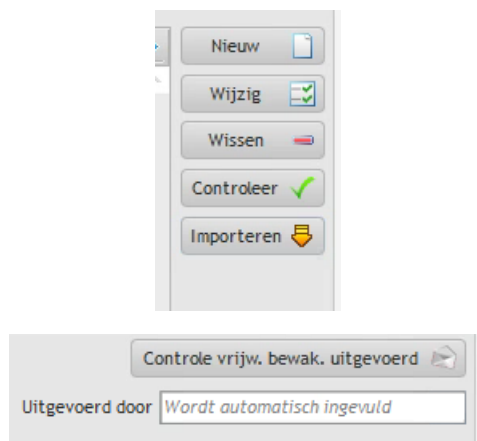 Nieuw
Wijzig
Wissen
Controleer
Importeren
Controle vrijw. bewak. uitgevoerd
Uitgevoerd door Wordt automatisch ingevuld